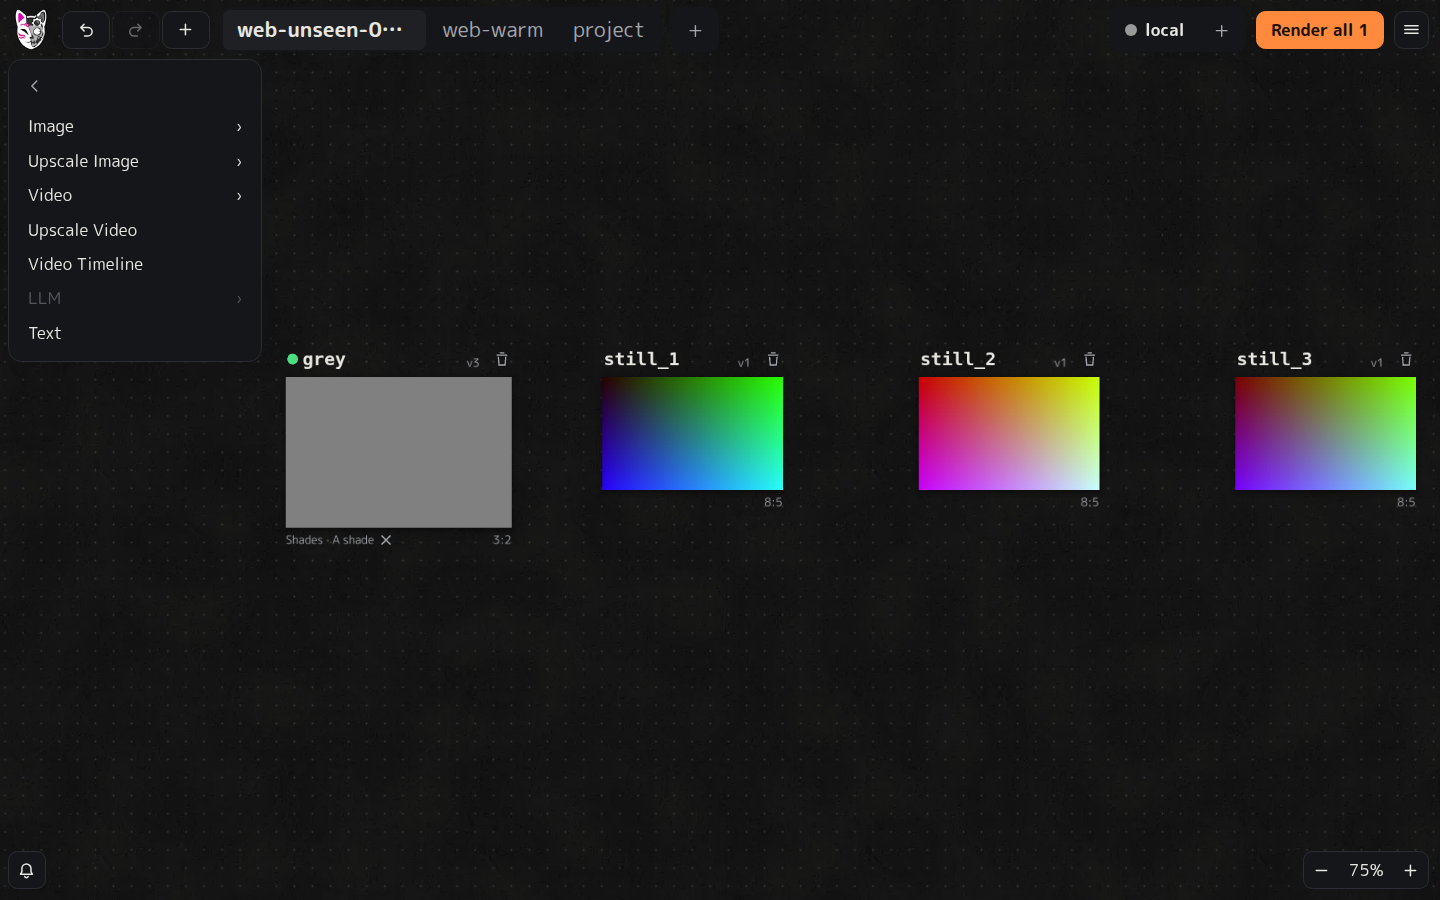 web-unseen-0···
web-warm
project
local
Render all 1
Image
Upscale Image
Video
Upscale Video
Video Timeline
LLM
Text
grey v3
still_1 v1
still_2 v1
still_3 v1
8:5
8:5
8:5
Shades · A shade 3:2
75%